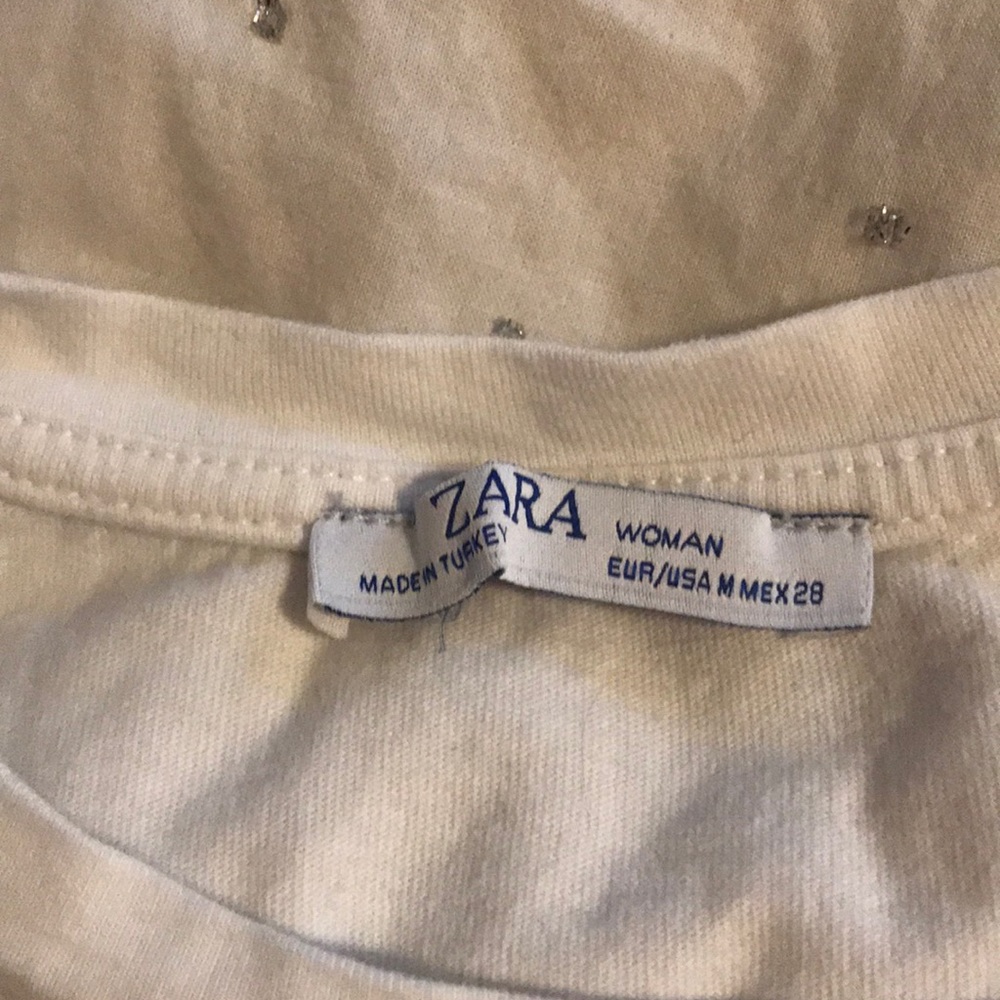 ZARA
MADE IN TURKEY
WOMAN
EUR/USA M MEX 28